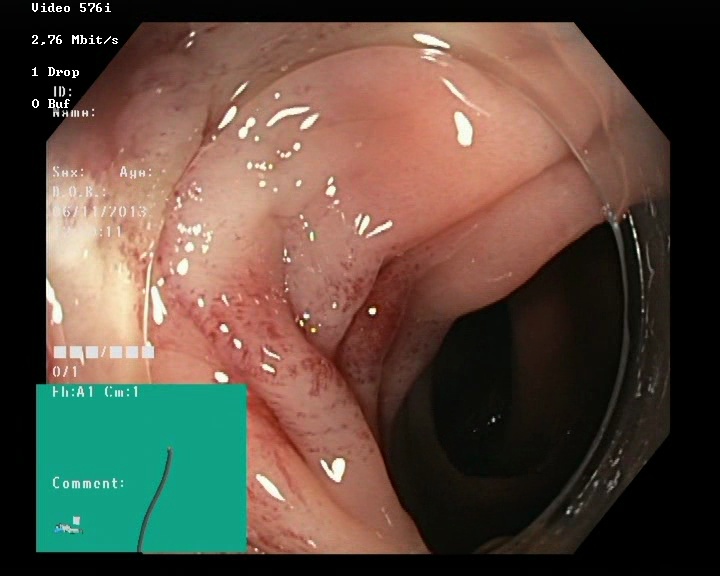 Video 576i
2,76 Mbit/s
1 Drop
ID:
0 Buf
Name:
Sex: Age:
D.O.B.:
06/11/2013
0/1
Eh:A1 Cm:1
Comment: